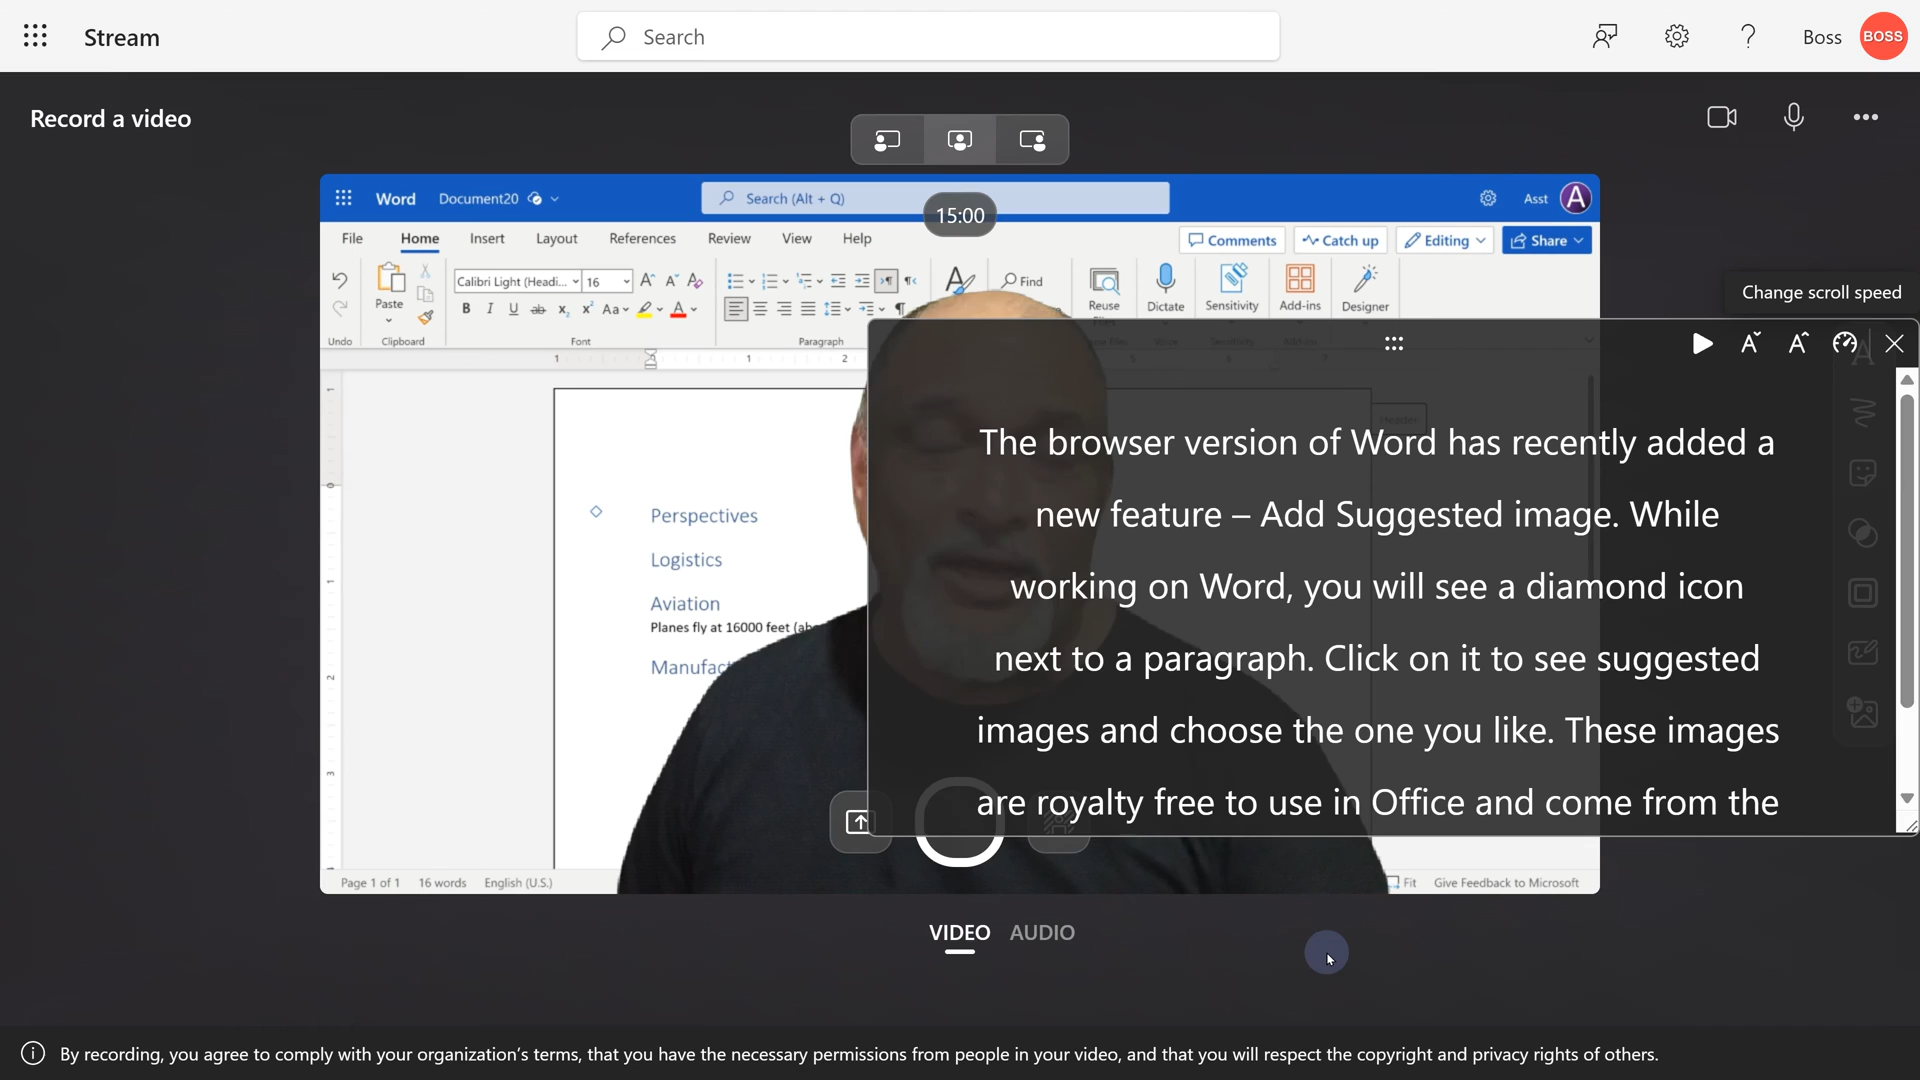 Stream
Search
Boss
BOSS
Record a video
Word
Document20
Search (Alt + Q)
Asst
A
15:00
File
Home
Insert
Layout
References
Review
View
Help
Comments
Catch up
Editing
Share
Calibri Light (Headi...
16
Find
Paste
Reuse
Files
Dictate
Sensitivity
Add-ins
Designer
Undo
Clipboard
Font
Paragraph
Change scroll speed
Header
Perspectives
Logistics
Aviation
Planes fly at 16000 feet (ab
Manufac
The browser version of Word has recently added a
new feature – Add Suggested image. While
working on Word, you will see a diamond icon
next to a paragraph. Click on it to see suggested
images and choose the one you like. These images
are royalty free to use in Office and come from the
Page 1 of 1
16 words
English (U.S.)
Fit
Give Feedback to Microsoft
VIDEO
AUDIO
By recording, you agree to comply with your organization's terms, that you have the necessary permissions from people in your video, and that you will respect the copyright and privacy rights of others.